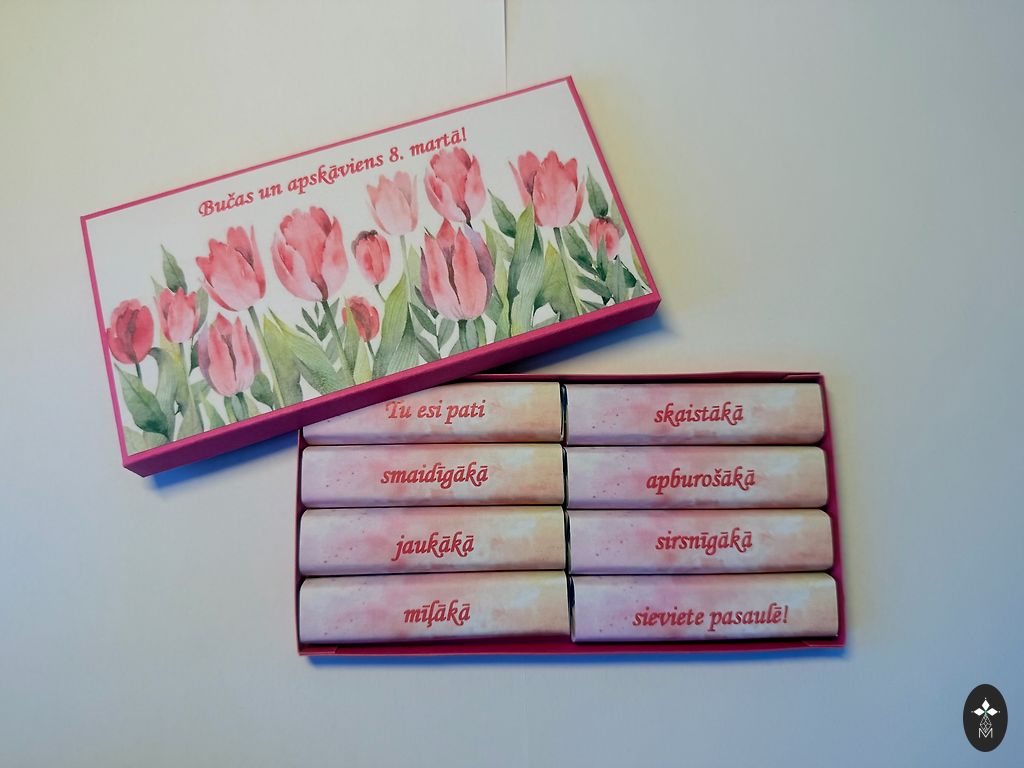 Bučas un apskāviens 8. martā!
Tu esi pati
skaistākā
smaidīgākā
apburošākā
jaukākā
sirsnīgākā
mīļākā
sieviete pasaulē!
M